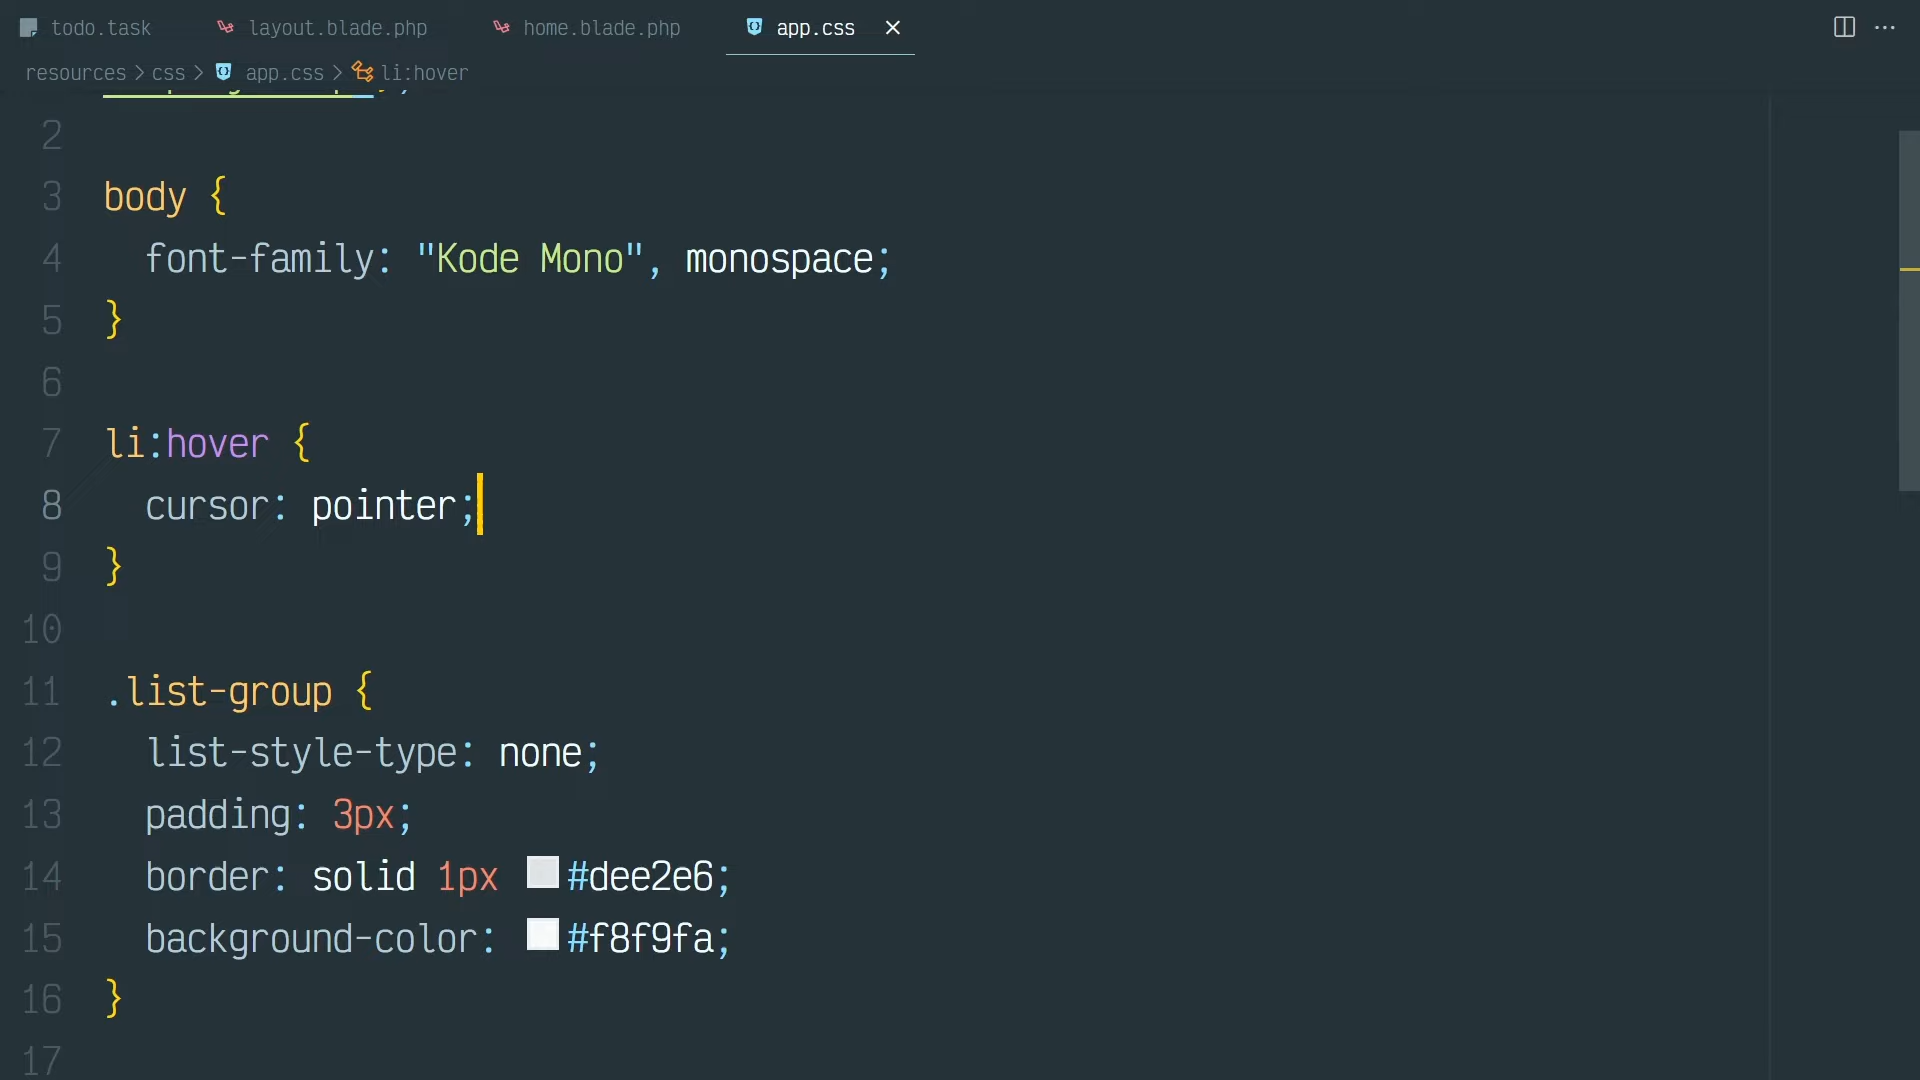 todo.task layout.blade.php home.blade.php app.css
resources > css > app.css > li:hover
2
3 body {
4 font-family: "Kode Mono", monospace;
5 }
6
7 li:hover {
8 cursor: pointer;
9 }
10
11 .list-group {
12 list-style-type: none;
13 padding: 3px;
14 border: solid 1px #dee2e6;
15 background-color: #f8f9fa;
16 }
17